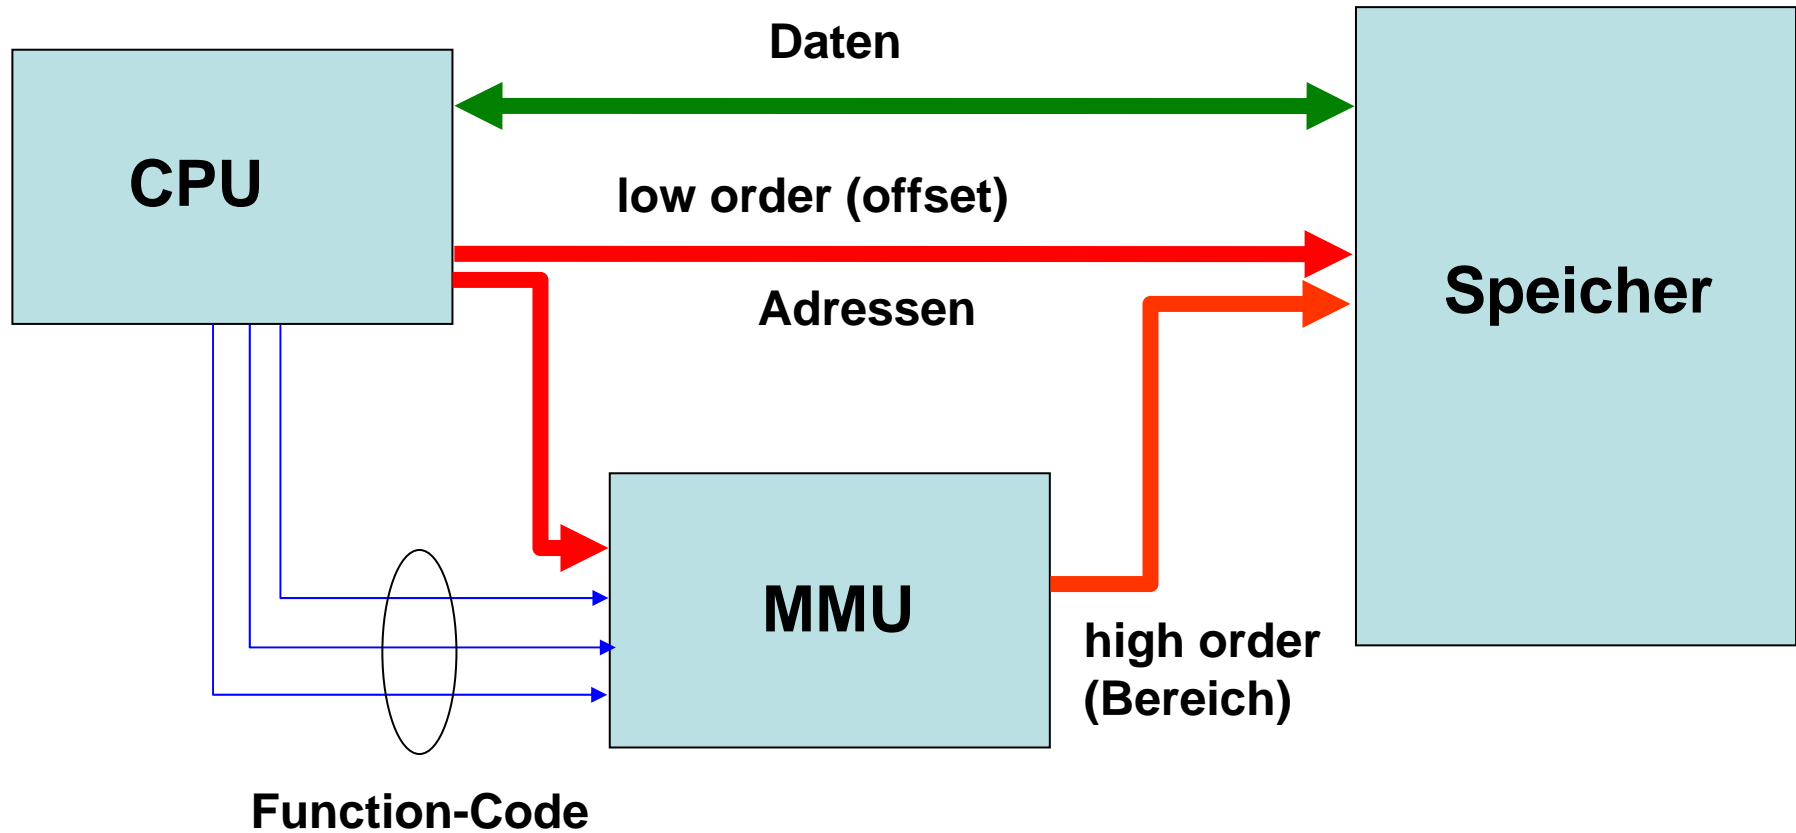 Daten
CPU
low order (offset)
Speicher
Adressen
MMU
high order
(Bereich)
Function-Code